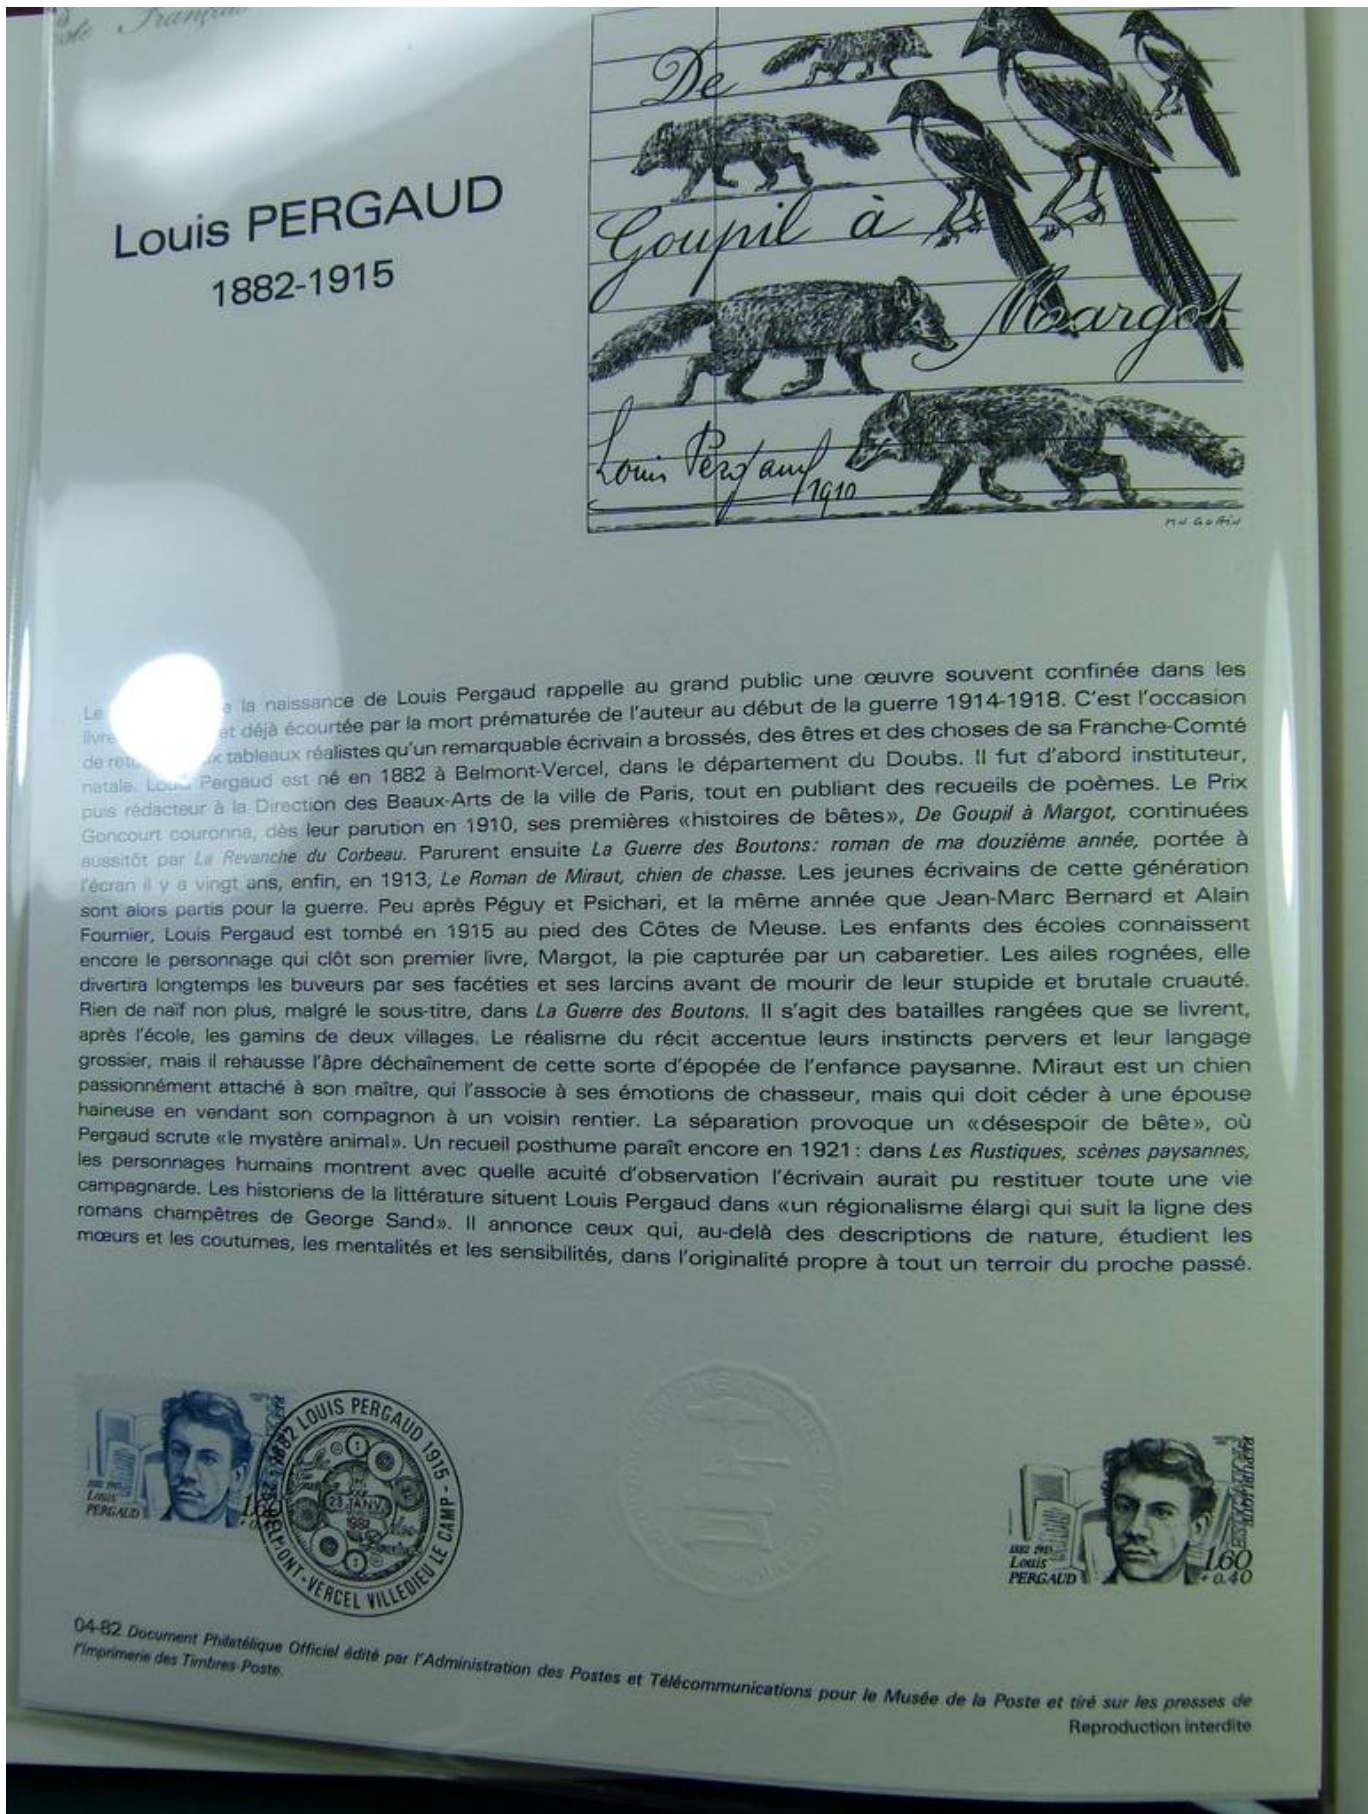 Louis PERGAUD
1882-1915
De
Goupil à
Margot
Louis Pergaud
1910
Le la naissance de Louis Pergaud rappelle au grand public une œuvre souvent confinée dans les
livre et déjà écourtée par la mort prématurée de l'auteur au début de la guerre 1914-1918. C'est l'occasion
de tableaux réalistes qu'un remarquable écrivain a brossés, des êtres et des choses de sa Franche-Comté
natale. Louis Pergaud est né en 1882 à Belmont-Vercel, dans le département du Doubs. Il fut d'abord instituteur,
puis rédacteur à la Direction des Beaux-Arts de la ville de Paris, tout en publiant des recueils de poèmes. Le Prix
Goncourt couronna, dès leur parution en 1910, ses premières «histoires de bêtes», De Goupil à Margot, continuées
aussitôt par La Revanche du Corbeau. Parurent ensuite La Guerre des Boutons: roman de ma douzième année, portée à
l'écran il y a vingt ans, enfin, en 1913, Le Roman de Miraut, chien de chasse. Les jeunes écrivains de cette génération
sont alors partis pour la guerre. Peu après Péguy et Psichari, et la même année que Jean-Marc Bernard et Alain
Fournier, Louis Pergaud est tombé en 1915 au pied des Côtes de Meuse. Les enfants des écoles connaissent
encore le personnage qui clôt son premier livre, Margot, la pie capturée par un cabaretier. Les ailes rognées, elle
divertira longtemps les buveurs par ses facéties et ses larcins avant de mourir de leur stupide et brutale cruauté.
Rien de naïf non plus, malgré le sous-titre, dans La Guerre des Boutons. Il s'agit des batailles rangées que se livrent,
après l'école, les gamins de deux villages. Le réalisme du récit accentue leurs instincts pervers et leur langage
grossier, mais il rehausse l'âpre déchaînement de cette sorte d'épopée de l'enfance paysanne. Miraut est un chien
passionnément attaché à son maître, qui l'associe à ses émotions de chasseur, mais qui doit céder à une épouse
haineuse en vendant son compagnon à un voisin rentier. La séparation provoque un «désespoir de bête», où
Pergaud scrute «le mystère animal». Un recueil posthume paraît encore en 1921: dans Les Rustiques, scènes paysannes,
les personnages humains montrent avec quelle acuité d'observation l'écrivain aurait pu restituer toute une vie
campagnarde. Les historiens de la littérature situent Louis Pergaud dans «un régionalisme élargi qui suit la ligne des
romans champêtres de George Sand». Il annonce ceux qui, au-delà des descriptions de nature, étudient les
mœurs et les coutumes, les mentalités et les sensibilités, dans l'originalité propre à tout un terroir du proche passé.
Louis
PERGAUD
1882 LOUIS PERGAUD 1915
23 JANV.
1982
BELMONT-VERCEL VILLEDIEU LE CAMP
1882 1915
Louis
PERGAUD
1.60
+0.40
04-82 Document Philatélique Officiel édité par l'Administration des Postes et Télécommunications pour le Musée de la Poste et tiré sur les presses de
l'Imprimerie des Timbres-Poste.
Reproduction interdite